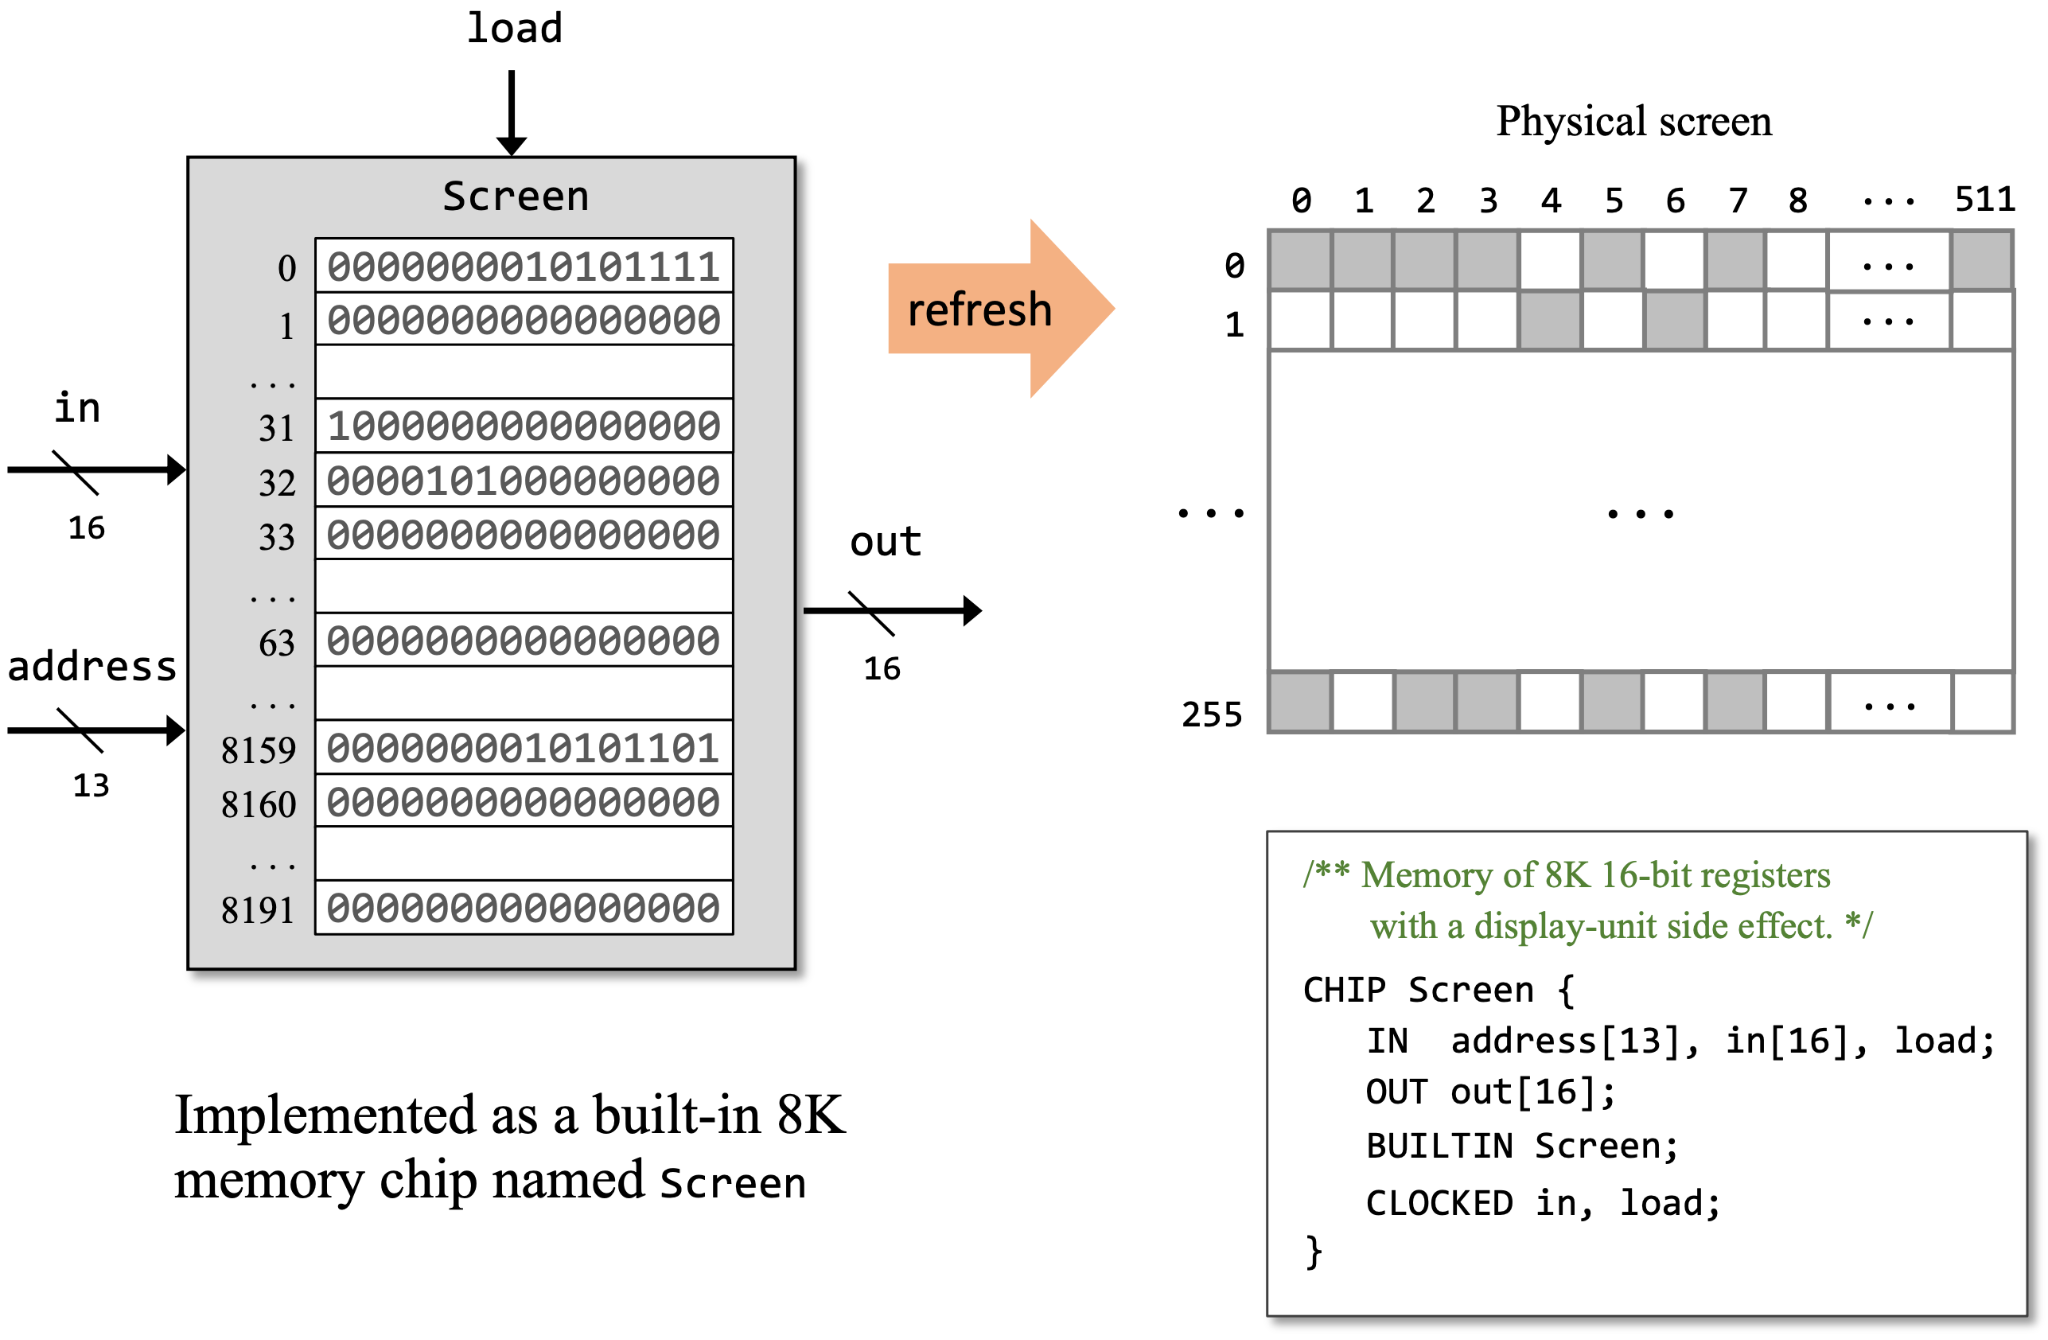 load
Screen
0 0000000010101111
1 0000000000000000
...
31 1000000000000000
32 0000101000000000
33 0000000000000000
...
63 0000000000000000
...
8159 0000000010101101
8160 0000000000000000
...
8191 0000000000000000
in
16
address
13
out
16
Implemented as a built-in 8K
memory chip named Screen
refresh
Physical screen
0 1 2 3 4 5 6 7 8 ... 511
0 ...
1 ...
... ...
255 ...
/** Memory of 8K 16-bit registers
with a display-unit side effect. */
CHIP Screen {
IN address[13], in[16], load;
OUT out[16];
BUILTIN Screen;
CLOCKED in, load;
}